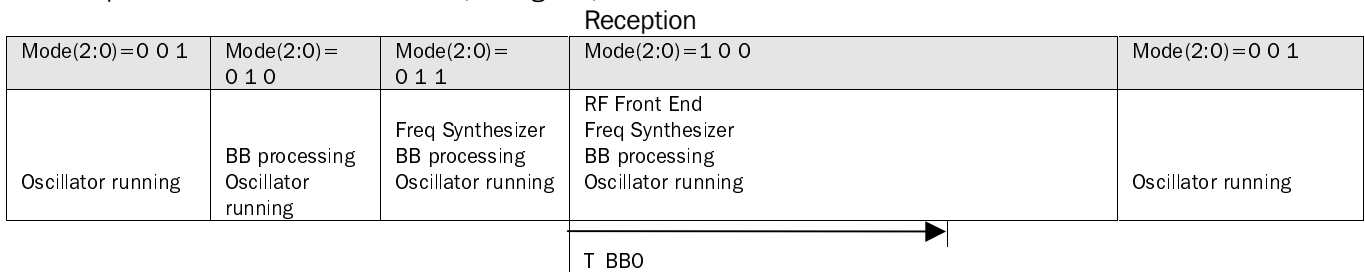 Reception
Mode(2:0)=0 0 1
Mode(2:0)=
0 1 0
Mode(2:0)=
0 1 1
Mode(2:0)=1 0 0
Mode(2:0)=0 0 1
Oscillator running
BB processing
Oscillator
running
Freq Synthesizer
BB processing
Oscillator running
RF Front End
Freq Synthesizer
BB processing
Oscillator running
Oscillator running
T BBO